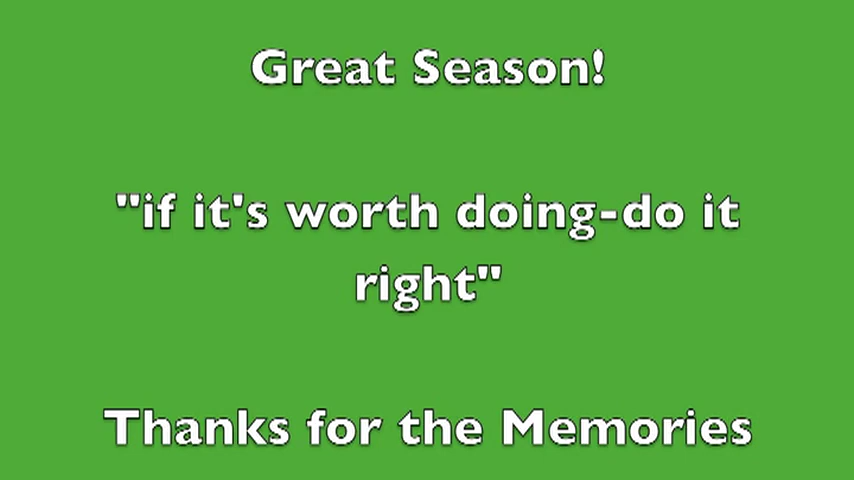 Great Season!
"if it's worth doing-do it
right"
Thanks for the Memories